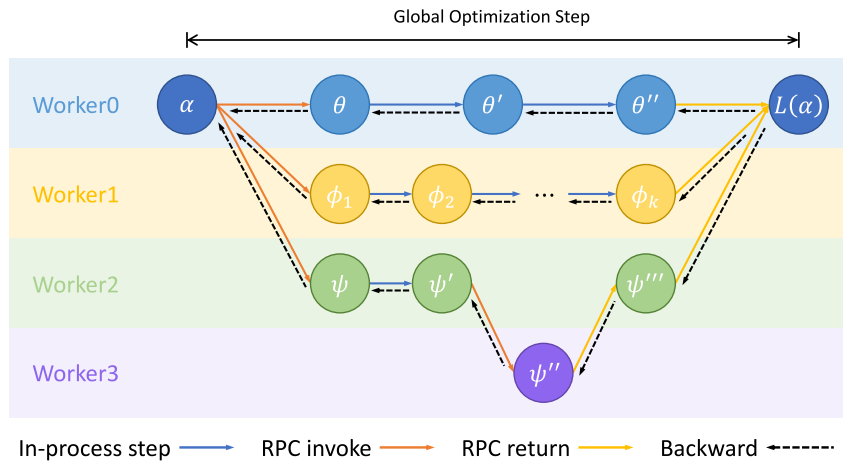 Global Optimization Step
Worker0 α θ θ′ θ′′ L(α)
Worker1 ϕ₁ ϕ₂ ··· ϕₖ
Worker2 ψ ψ′ ψ′′′
Worker3 ψ′′
In-process step RPC invoke RPC return Backward